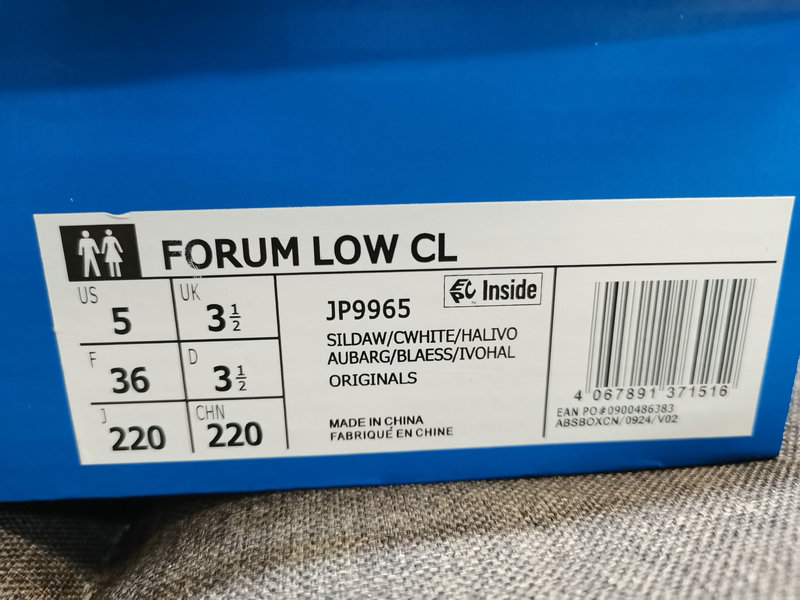 FORUM LOW CL
US 5 UK 3 1/2
F 36 D 3 1/2
J 220 CHN 220
EPC Inside
JP9965
SILDAW/CWHITE/HALIVO
AUBARG/BLAESS/IVOHAL
ORIGINALS
MADE IN CHINA
FABRIQUÉ EN CHINE
4 067891 371516
EAN PO# 0900486383
ABSBOXCN/0924/V02